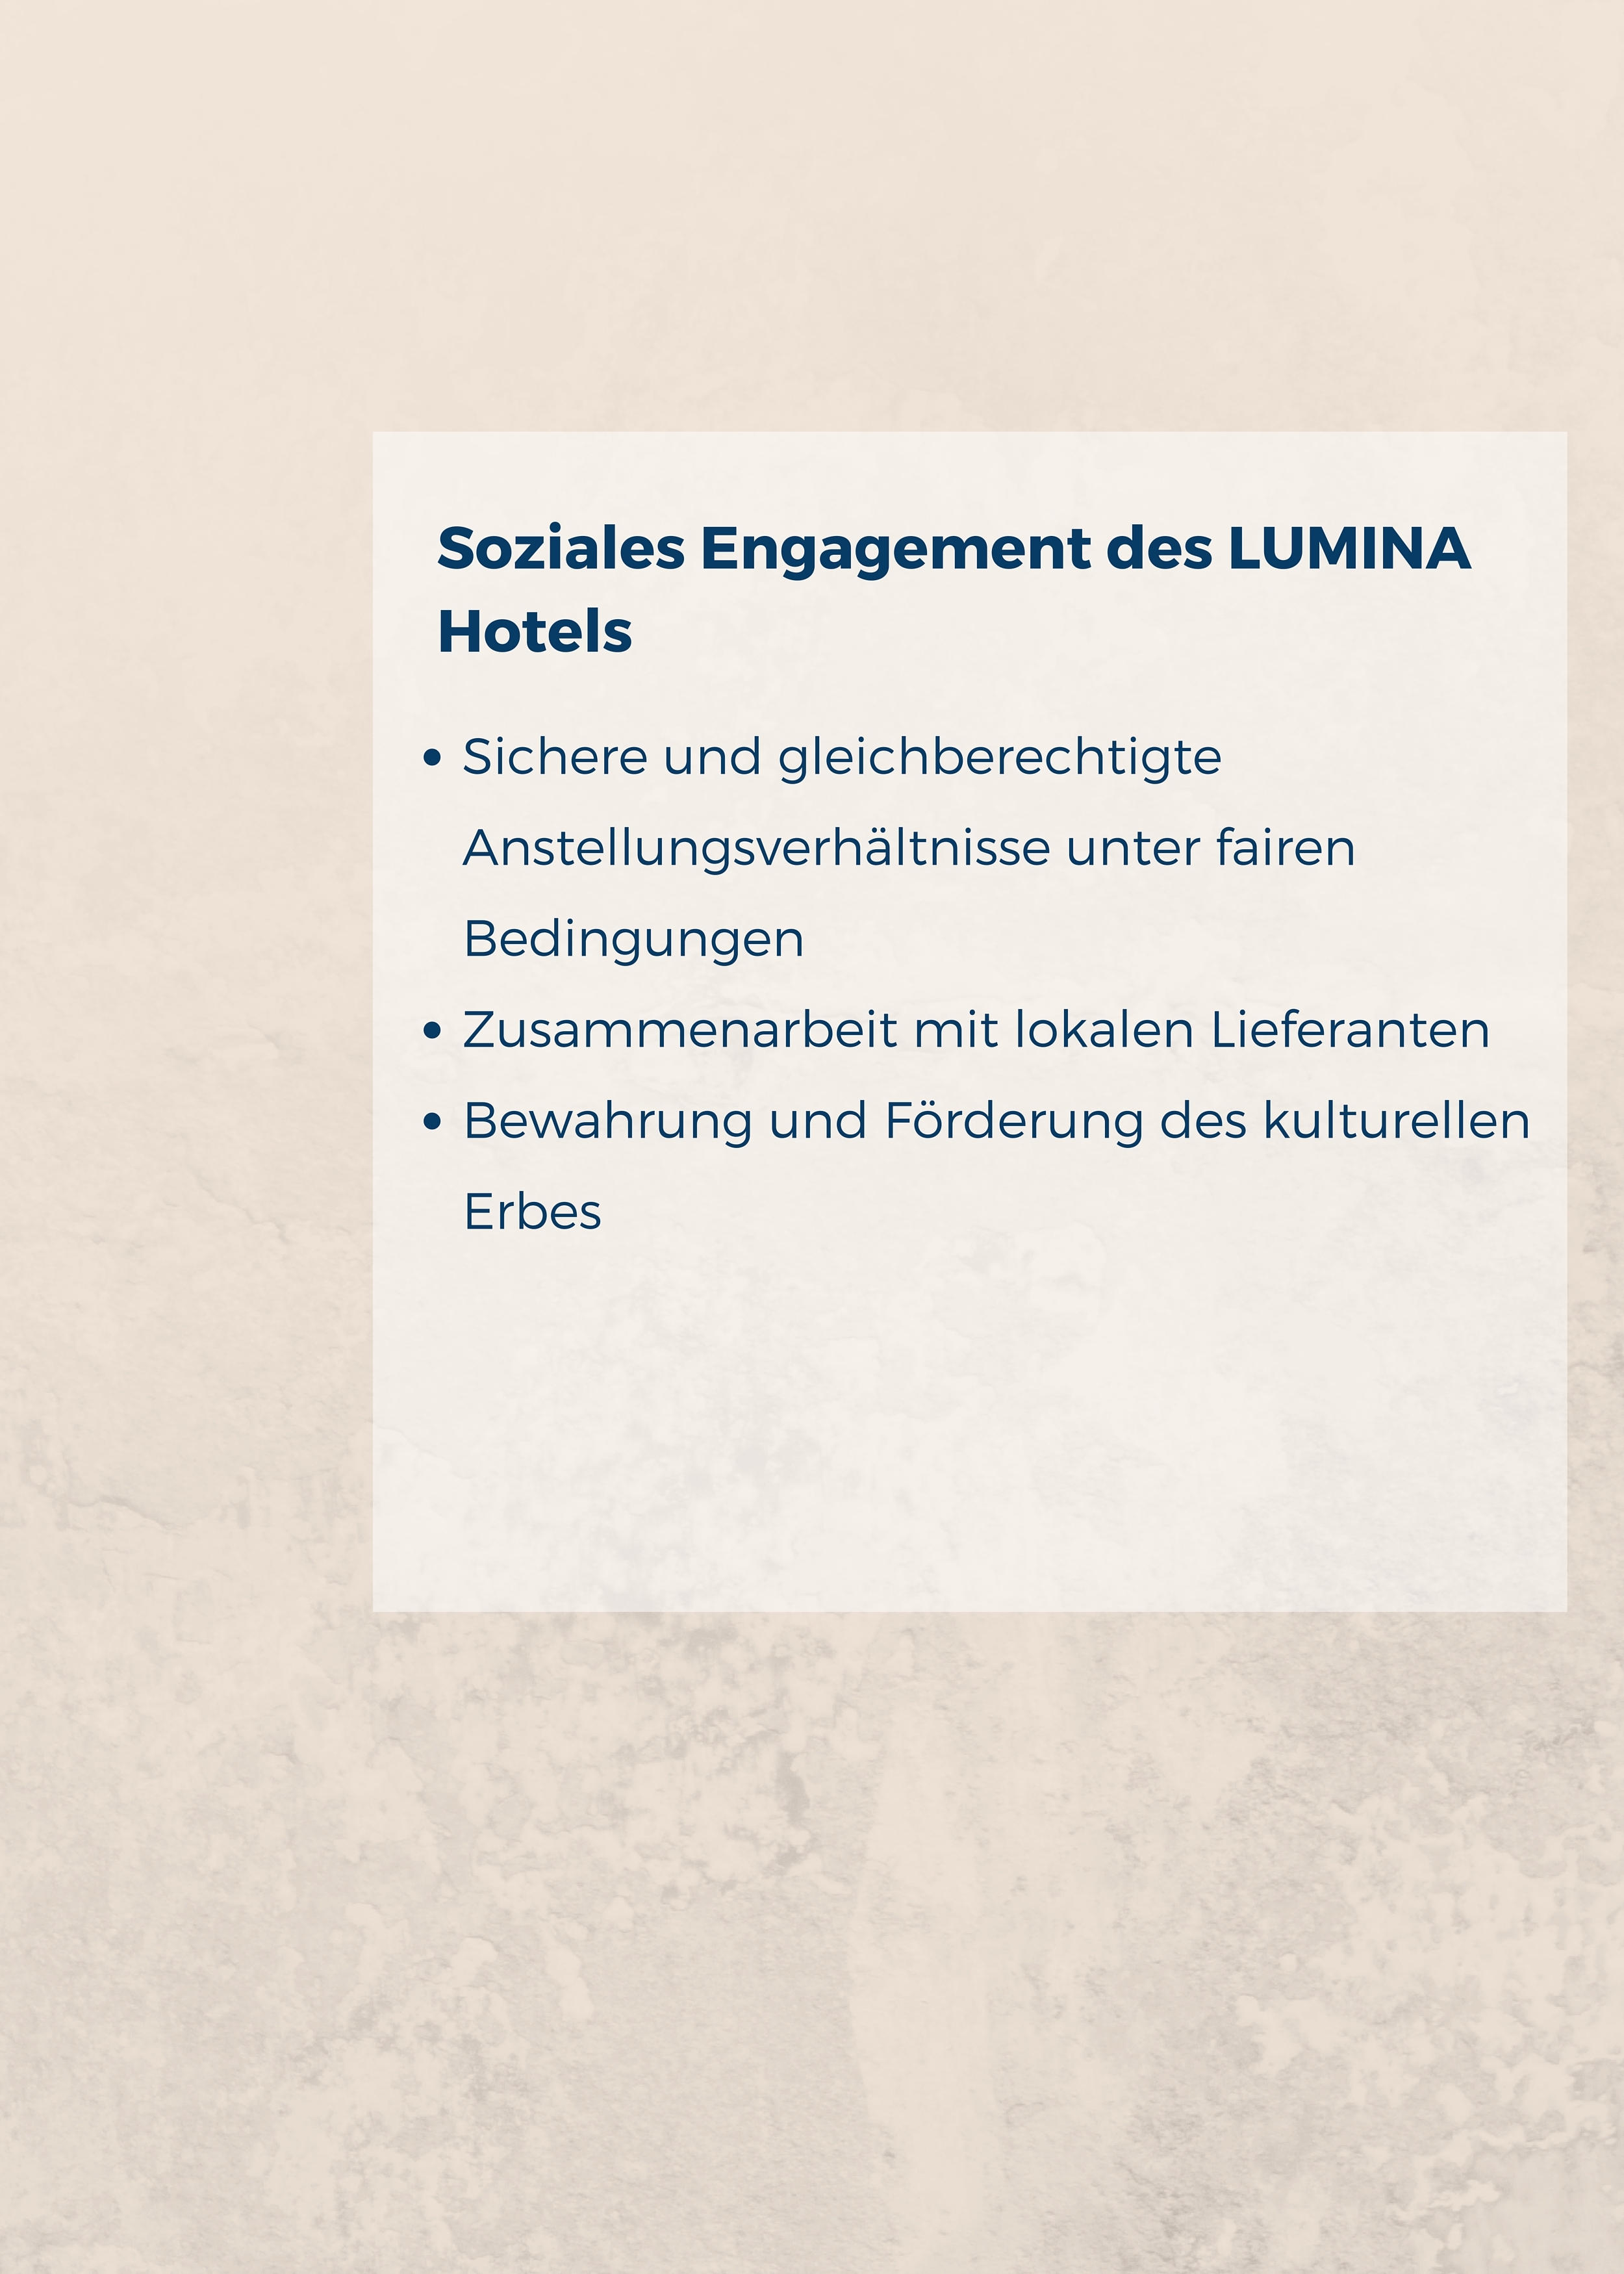 Soziales Engagement des LUMINA
Hotels
• Sichere und gleichberechtigte
Anstellungsverhältnisse unter fairen
Bedingungen
• Zusammenarbeit mit lokalen Lieferanten
• Bewahrung und Förderung des kulturellen
Erbes